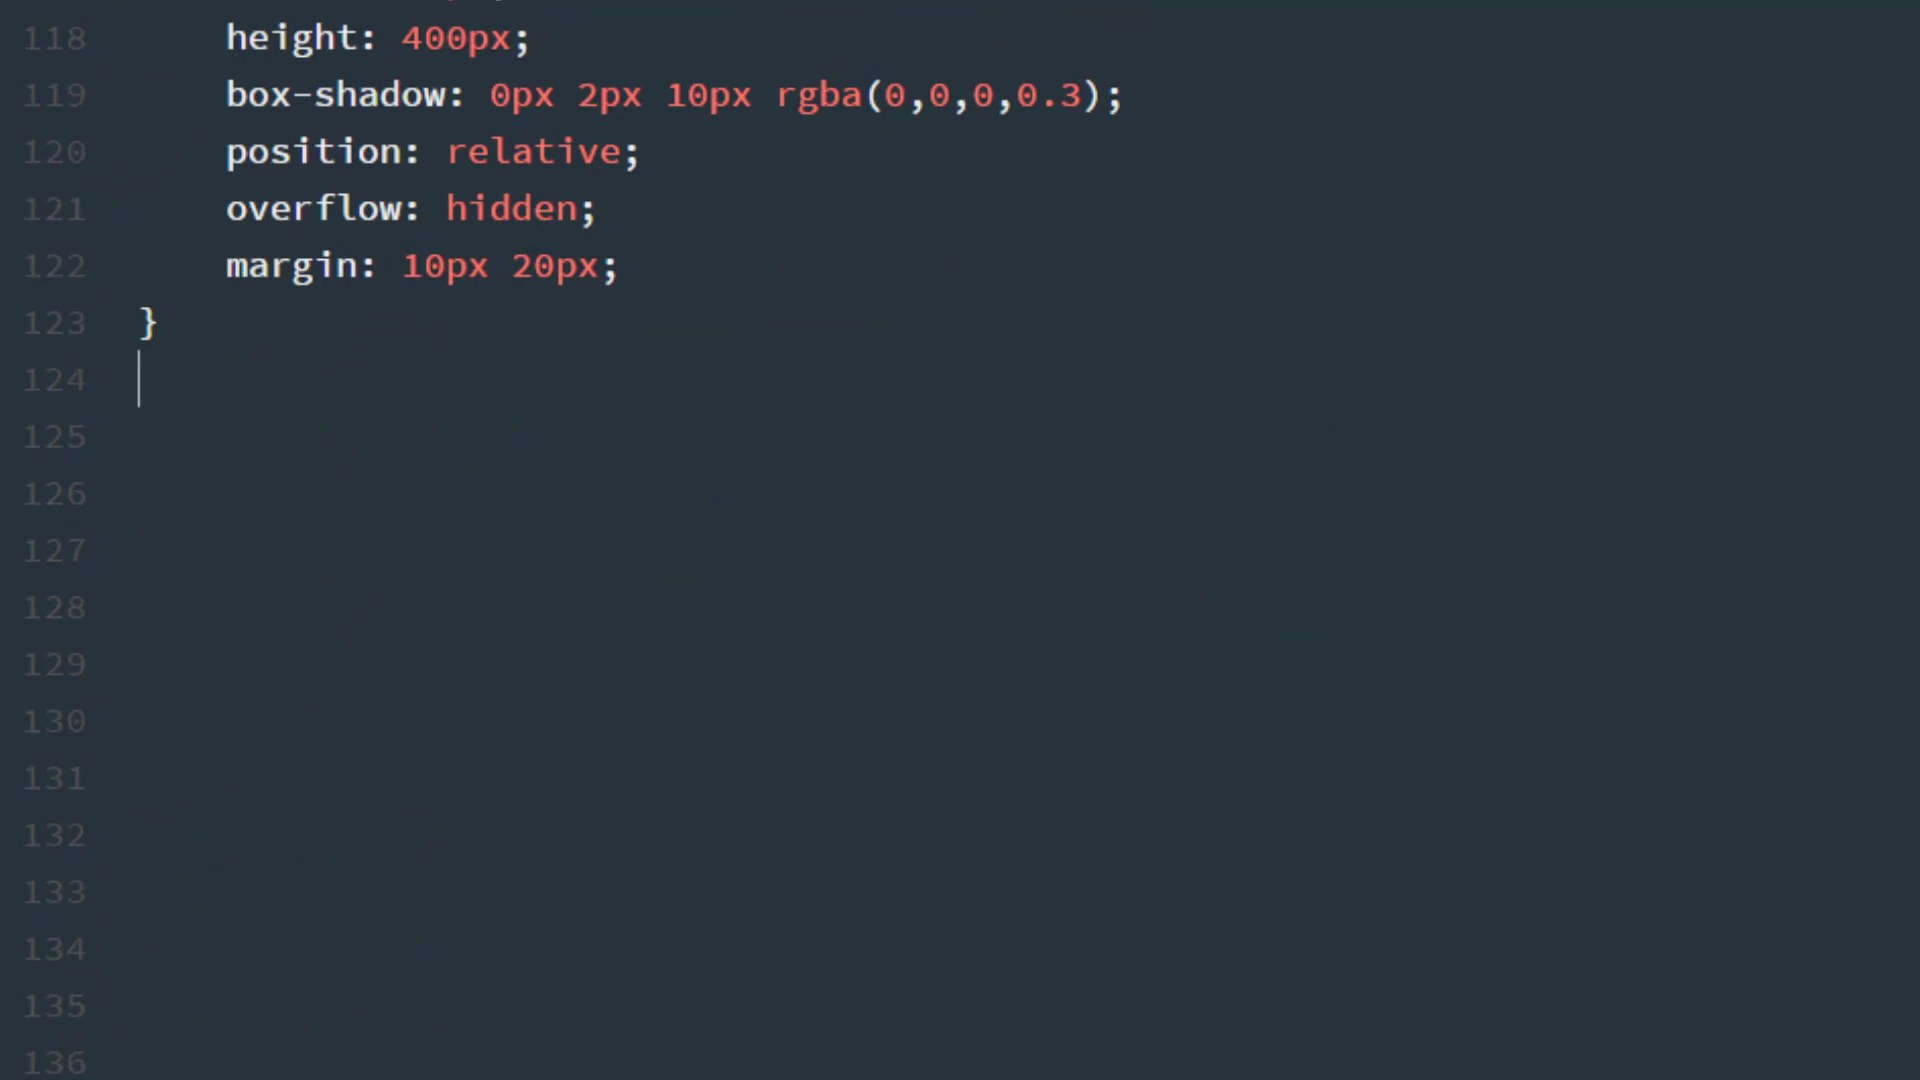 118 height: 400px;
119 box-shadow: 0px 2px 10px rgba(0,0,0,0.3);
120 position: relative;
121 overflow: hidden;
122 margin: 10px 20px;
123 }
124
125
126
127
128
129
130
131
132
133
134
135
136